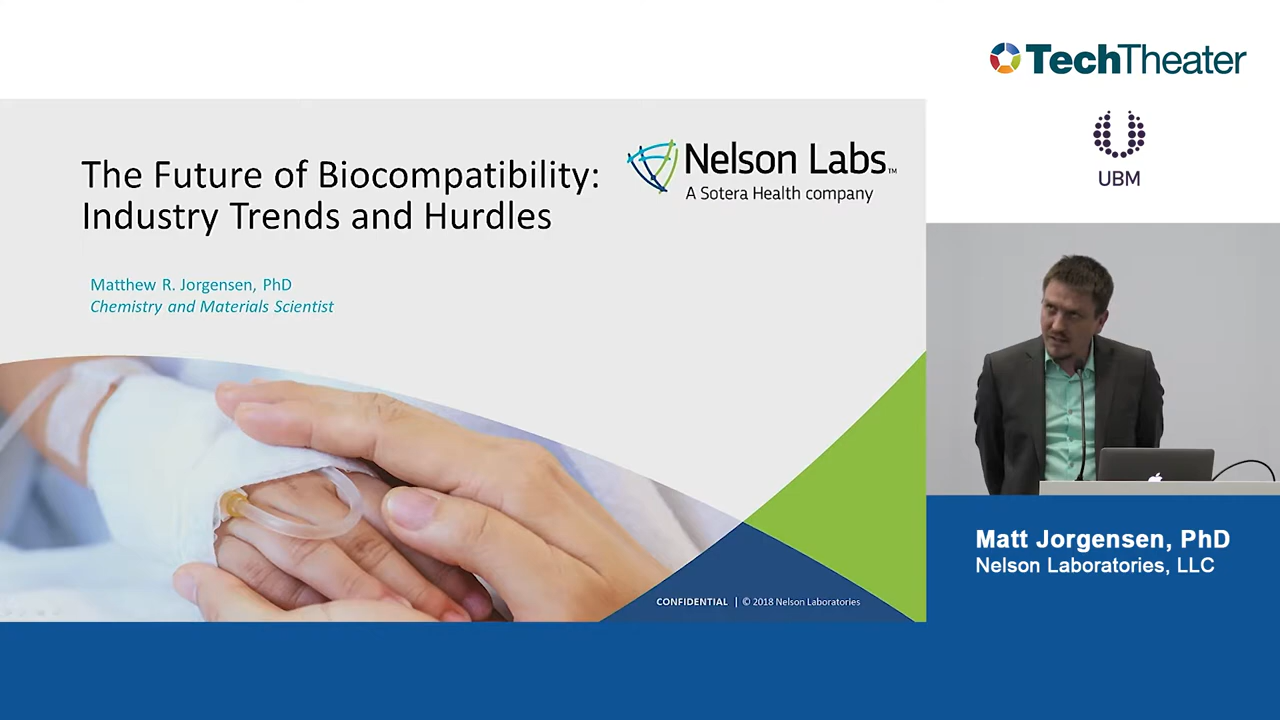 TechTheater
UBM
The Future of Biocompatibility:
Industry Trends and Hurdles
Nelson Labs™
A Sotera Health company
Matthew R. Jorgensen, PhD
Chemistry and Materials Scientist
CONFIDENTIAL | © 2018 Nelson Laboratories
Matt Jorgensen, PhD
Nelson Laboratories, LLC